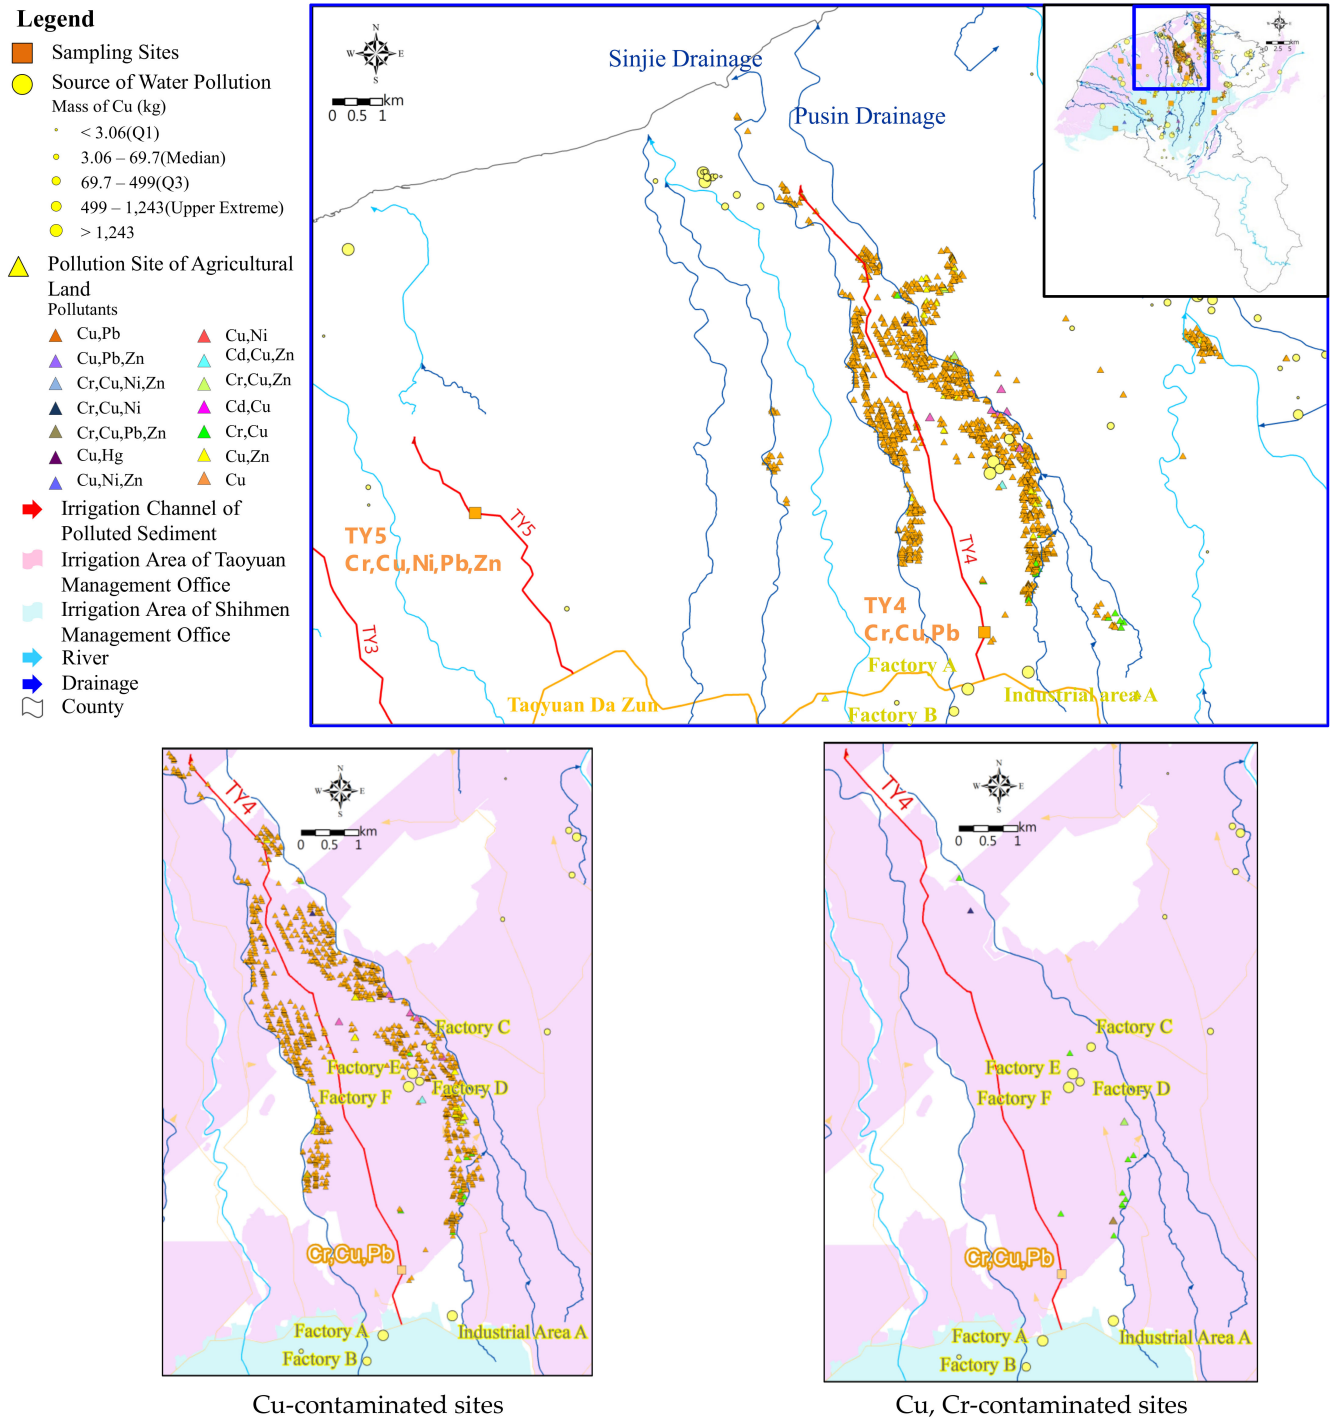 Legend
Sampling Sites
Source of Water Pollution
Mass of Cu (kg)
< 3.06(Q1)
3.06 – 69.7(Median)
69.7 – 499(Q3)
499 – 1,243(Upper Extreme)
> 1,243
Pollution Site of Agricultural
Land
Pollutants
Cu,Pb
Cu,Pb,Zn
Cr,Cu,Ni,Zn
Cr,Cu,Ni
Cr,Cu,Pb,Zn
Cu,Hg
Cu,Ni,Zn
Cu,Ni
Cd,Cu,Zn
Cr,Cu,Zn
Cd,Cu
Cr,Cu
Cu,Zn
Cu
Irrigation Channel of
Polluted Sediment
Irrigation Area of Taoyuan
Management Office
Irrigation Area of Shihmen
Management Office
River
Drainage
County
N
W E
S
0 0.5 1 km
Sinjie Drainage
Pusin Drainage
N
W E
S
0 2.5 5 km
TY5
Cr,Cu,Ni,Pb,Zn
TY5
TY3
TY4
TY4
Cr,Cu,Pb
Factory A
Taoyuan Da Zun
Industrial area A
Factory B
TY4
N
W E
S
0 0.5 1 km
Factory C
Factory E
Factory D
Factory F
Cr,Cu,Pb
Factory A
Industrial Area A
Factory B
Cu-contaminated sites
TY4
N
W E
S
0 0.5 1 km
Factory C
Factory E
Factory D
Factory F
Cr,Cu,Pb
Factory A
Industrial Area A
Factory B
Cu, Cr-contaminated sites